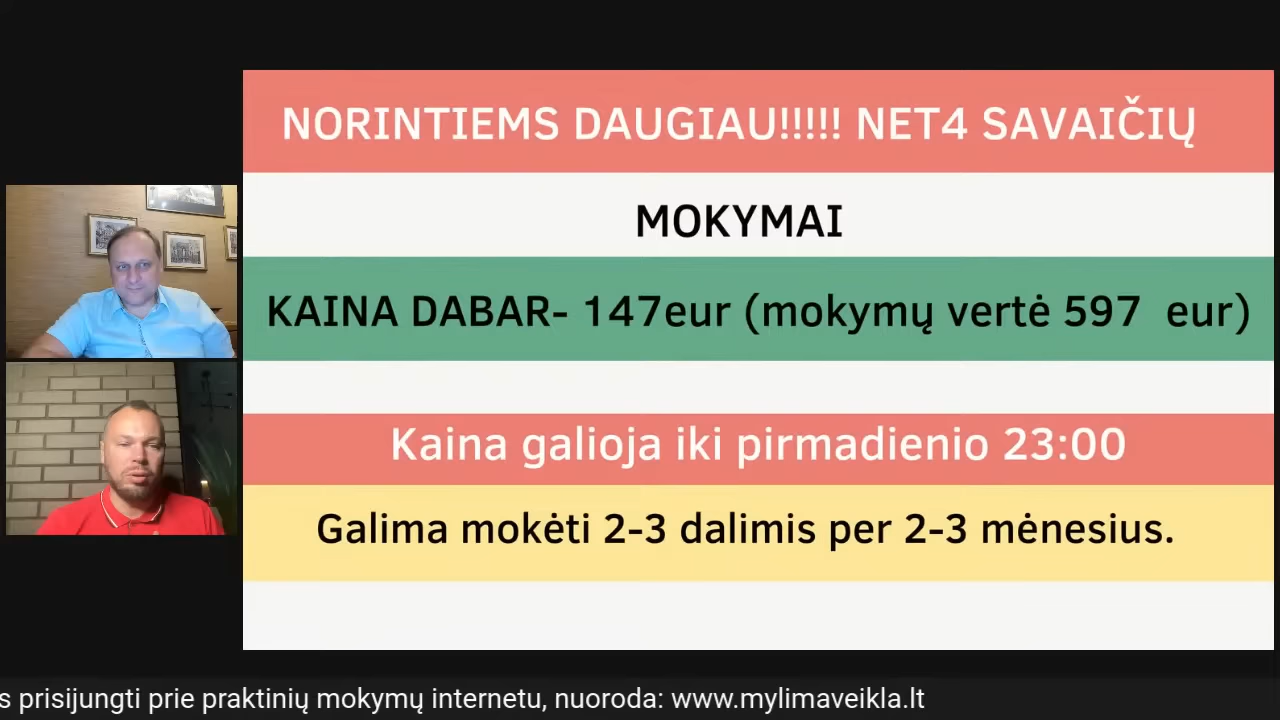 NORINTIEMS DAUGIAU!!!!! NET4 SAVAIČIŲ
MOKYMAI
KAINA DABAR- 147eur (mokymų vertė 597 eur)
Kaina galioja iki pirmadienio 23:00
Galima mokėti 2-3 dalimis per 2-3 mėnesius.
s prisijungti prie praktinių mokymų internetu, nuoroda: www.mylimaveikla.lt